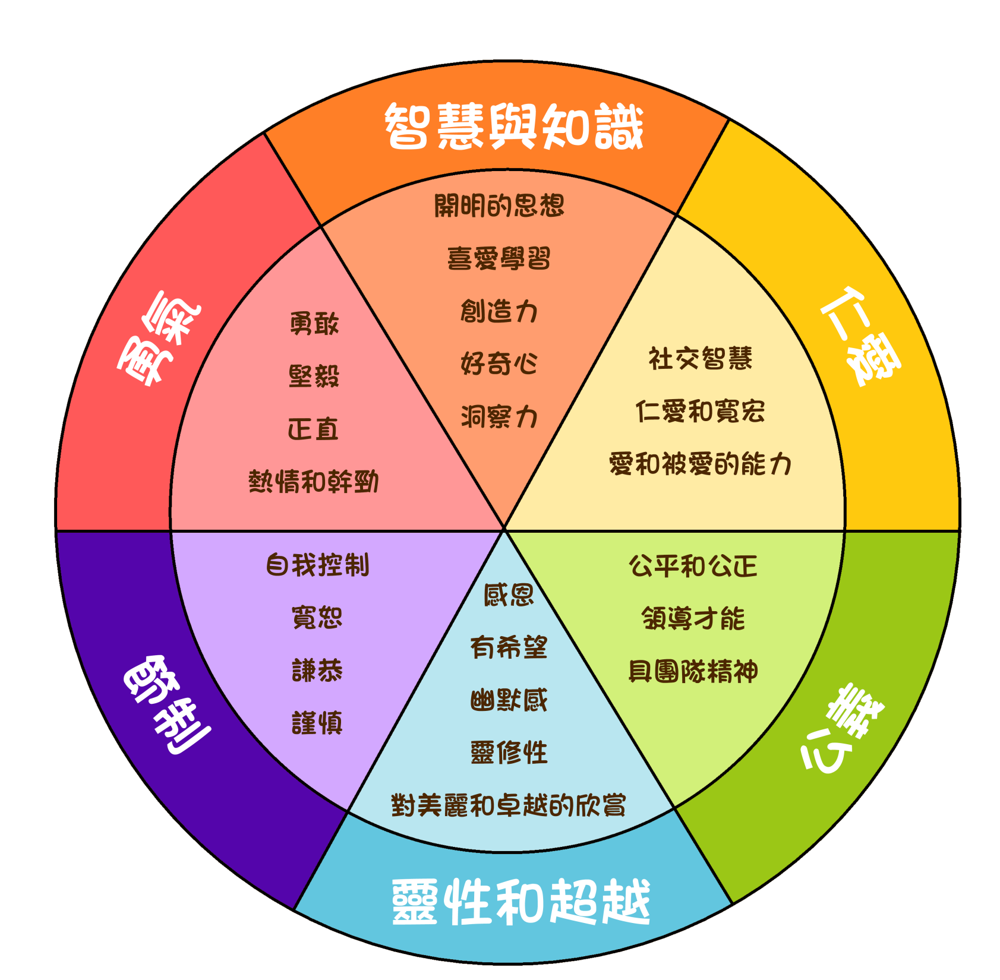 智慧與知識
開明的思想
喜愛學習
創造力
好奇心
洞察力
仁愛
社交智慧
仁愛和寬宏
愛和被愛的能力
公義
公平和公正
領導才能
具團隊精神
靈性和超越
感恩
有希望
幽默感
靈修性
對美麗和卓越的欣賞
節制
自我控制
寬恕
謙恭
謹慎
勇氣
勇敢
堅毅
正直
熱情和幹勁